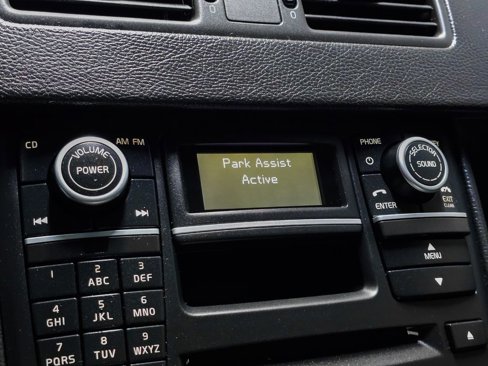 CD
AM FM
VOLUME
POWER
Park Assist
Active
PHONE
SELECTOR
SOUND
ENTER
EXIT
CLEAR
MENU
1
2
ABC
3
DEF
4
GHI
5
JKL
6
MNO
7
PQRS
8
TUV
9
WXYZ